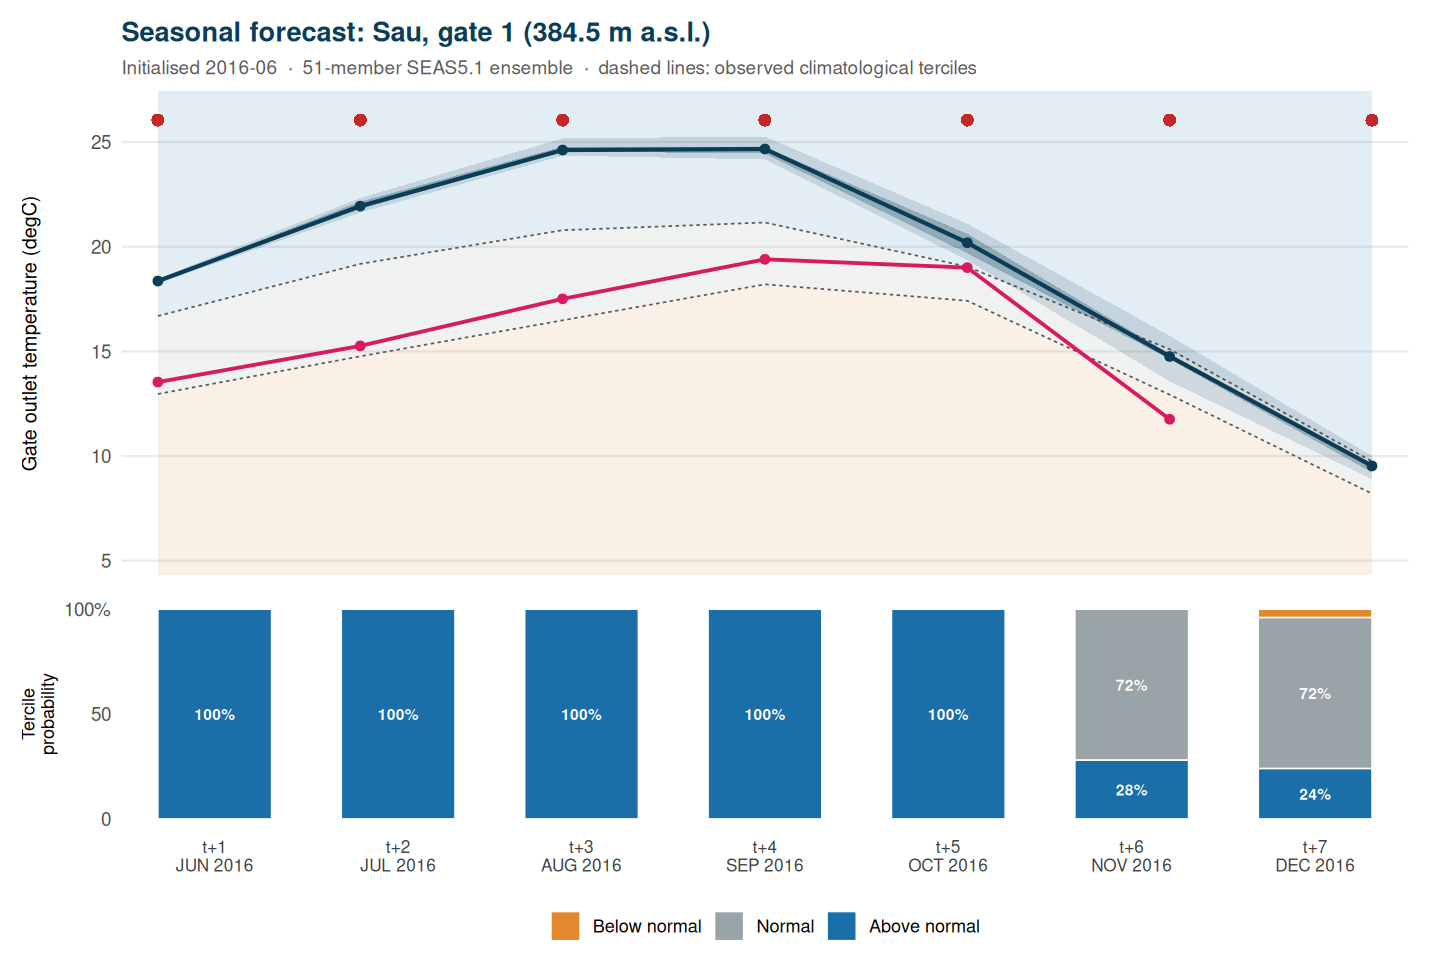 Seasonal forecast: Sau, gate 1 (384.5 m a.s.l.)
Initialised 2016-06 · 51-member SEAS5.1 ensemble · dashed lines: observed climatological terciles
Gate outlet temperature (degC)
25
20
15
10
5
Tercile
probability
100%
50
0
100%
100%
100%
100%
100%
72%
28%
72%
24%
t+1
JUN 2016
t+2
JUL 2016
t+3
AUG 2016
t+4
SEP 2016
t+5
OCT 2016
t+6
NOV 2016
t+7
DEC 2016
Below normal
Normal
Above normal